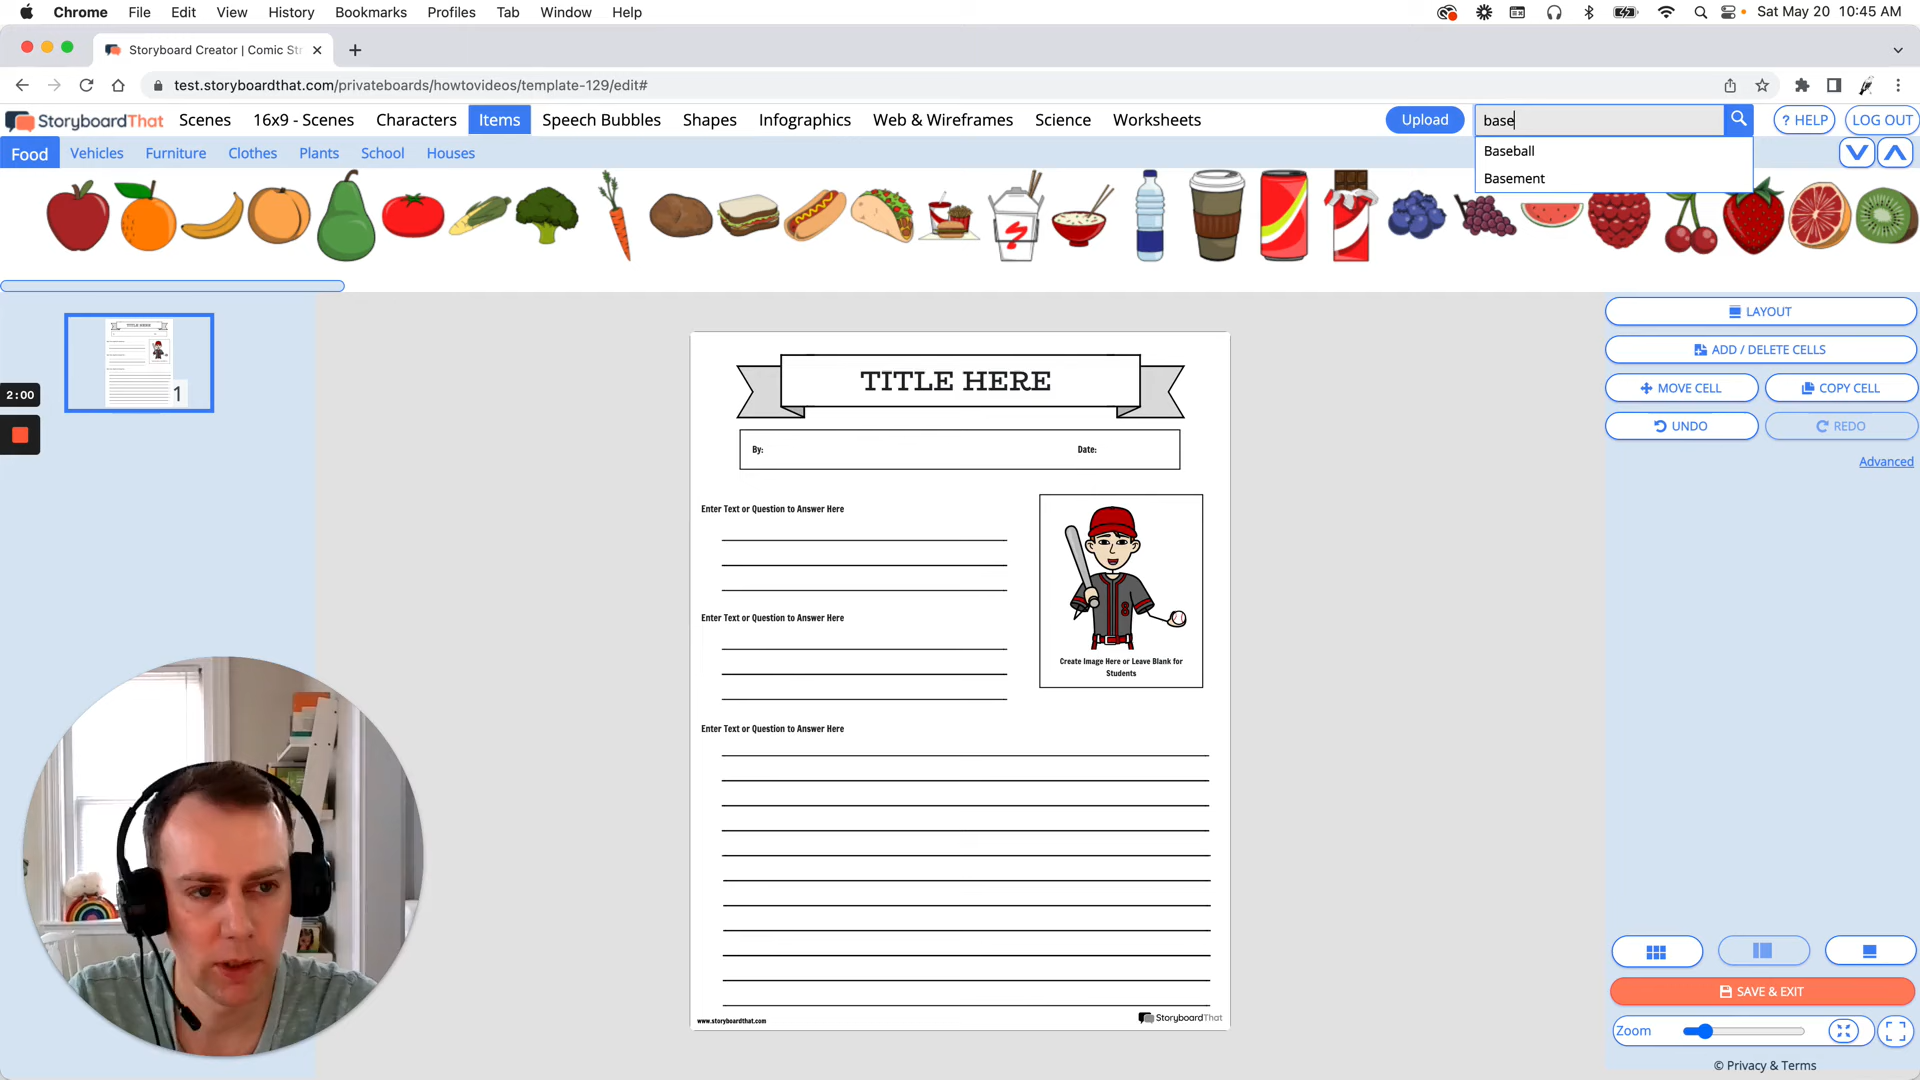 Chrome File Edit View History Bookmarks Profiles Tab Window Help Sat May 20 10:45 AM
Storyboard Creator | Comic St
test.storyboardthat.com/privateboards/howtovideos/template-129/edit#
StoryboardThat Scenes 16x9 - Scenes Characters Items Speech Bubbles Shapes Infographics Web & Wireframes Science Worksheets Upload base ? HELP LOG OUT
Food Vehicles Furniture Clothes Plants School Houses
Baseball
Basement
LAYOUT
ADD / DELETE CELLS
MOVE CELL COPY CELL
UNDO REDO
Advanced
TITLE HERE
1
2:00
TITLE HERE
By: Date:
Enter Text or Question to Answer Here
8
Enter Text or Question to Answer Here
Create Image Here or Leave Blank for
Students
Enter Text or Question to Answer Here
www.storyboardthat.com StoryboardThat
SAVE & EXIT
Zoom
© Privacy & Terms